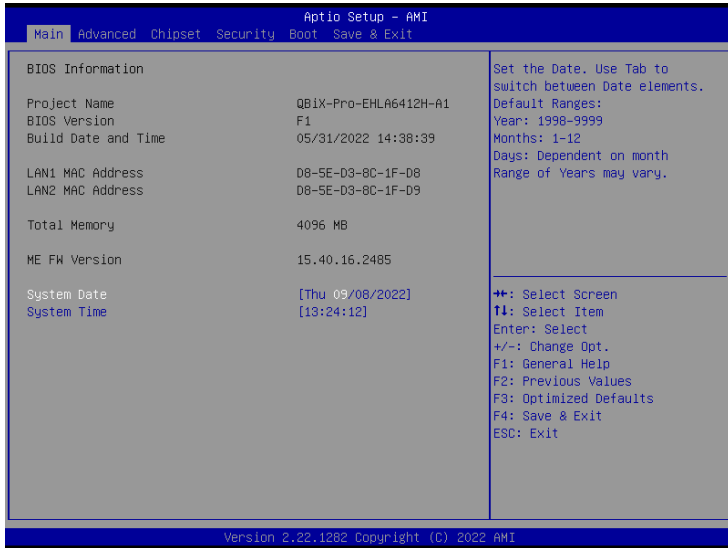 Aptio Setup – AMI
Main Advanced Chipset Security Boot Save & Exit
BIOS Information
Project Name QBiX-Pro-EHLA6412H-A1
BIOS Version F1
Build Date and Time 05/31/2022 14:38:39
LAN1 MAC Address D8-5E-D3-8C-1F-D8
LAN2 MAC Address D8-5E-D3-8C-1F-D9
Total Memory 4096 MB
ME FW Version 15.40.16.2485
System Date [Thu 09/08/2022]
System Time [13:24:12]
Set the Date. Use Tab to
switch between Date elements.
Default Ranges:
Year: 1998-9999
Months: 1-12
Days: Dependent on month
Range of Years may vary.
→←: Select Screen
↑↓: Select Item
Enter: Select
+/-: Change Opt.
F1: General Help
F2: Previous Values
F3: Optimized Defaults
F4: Save & Exit
ESC: Exit
Version 2.22.1282 Copyright (C) 2022 AMI